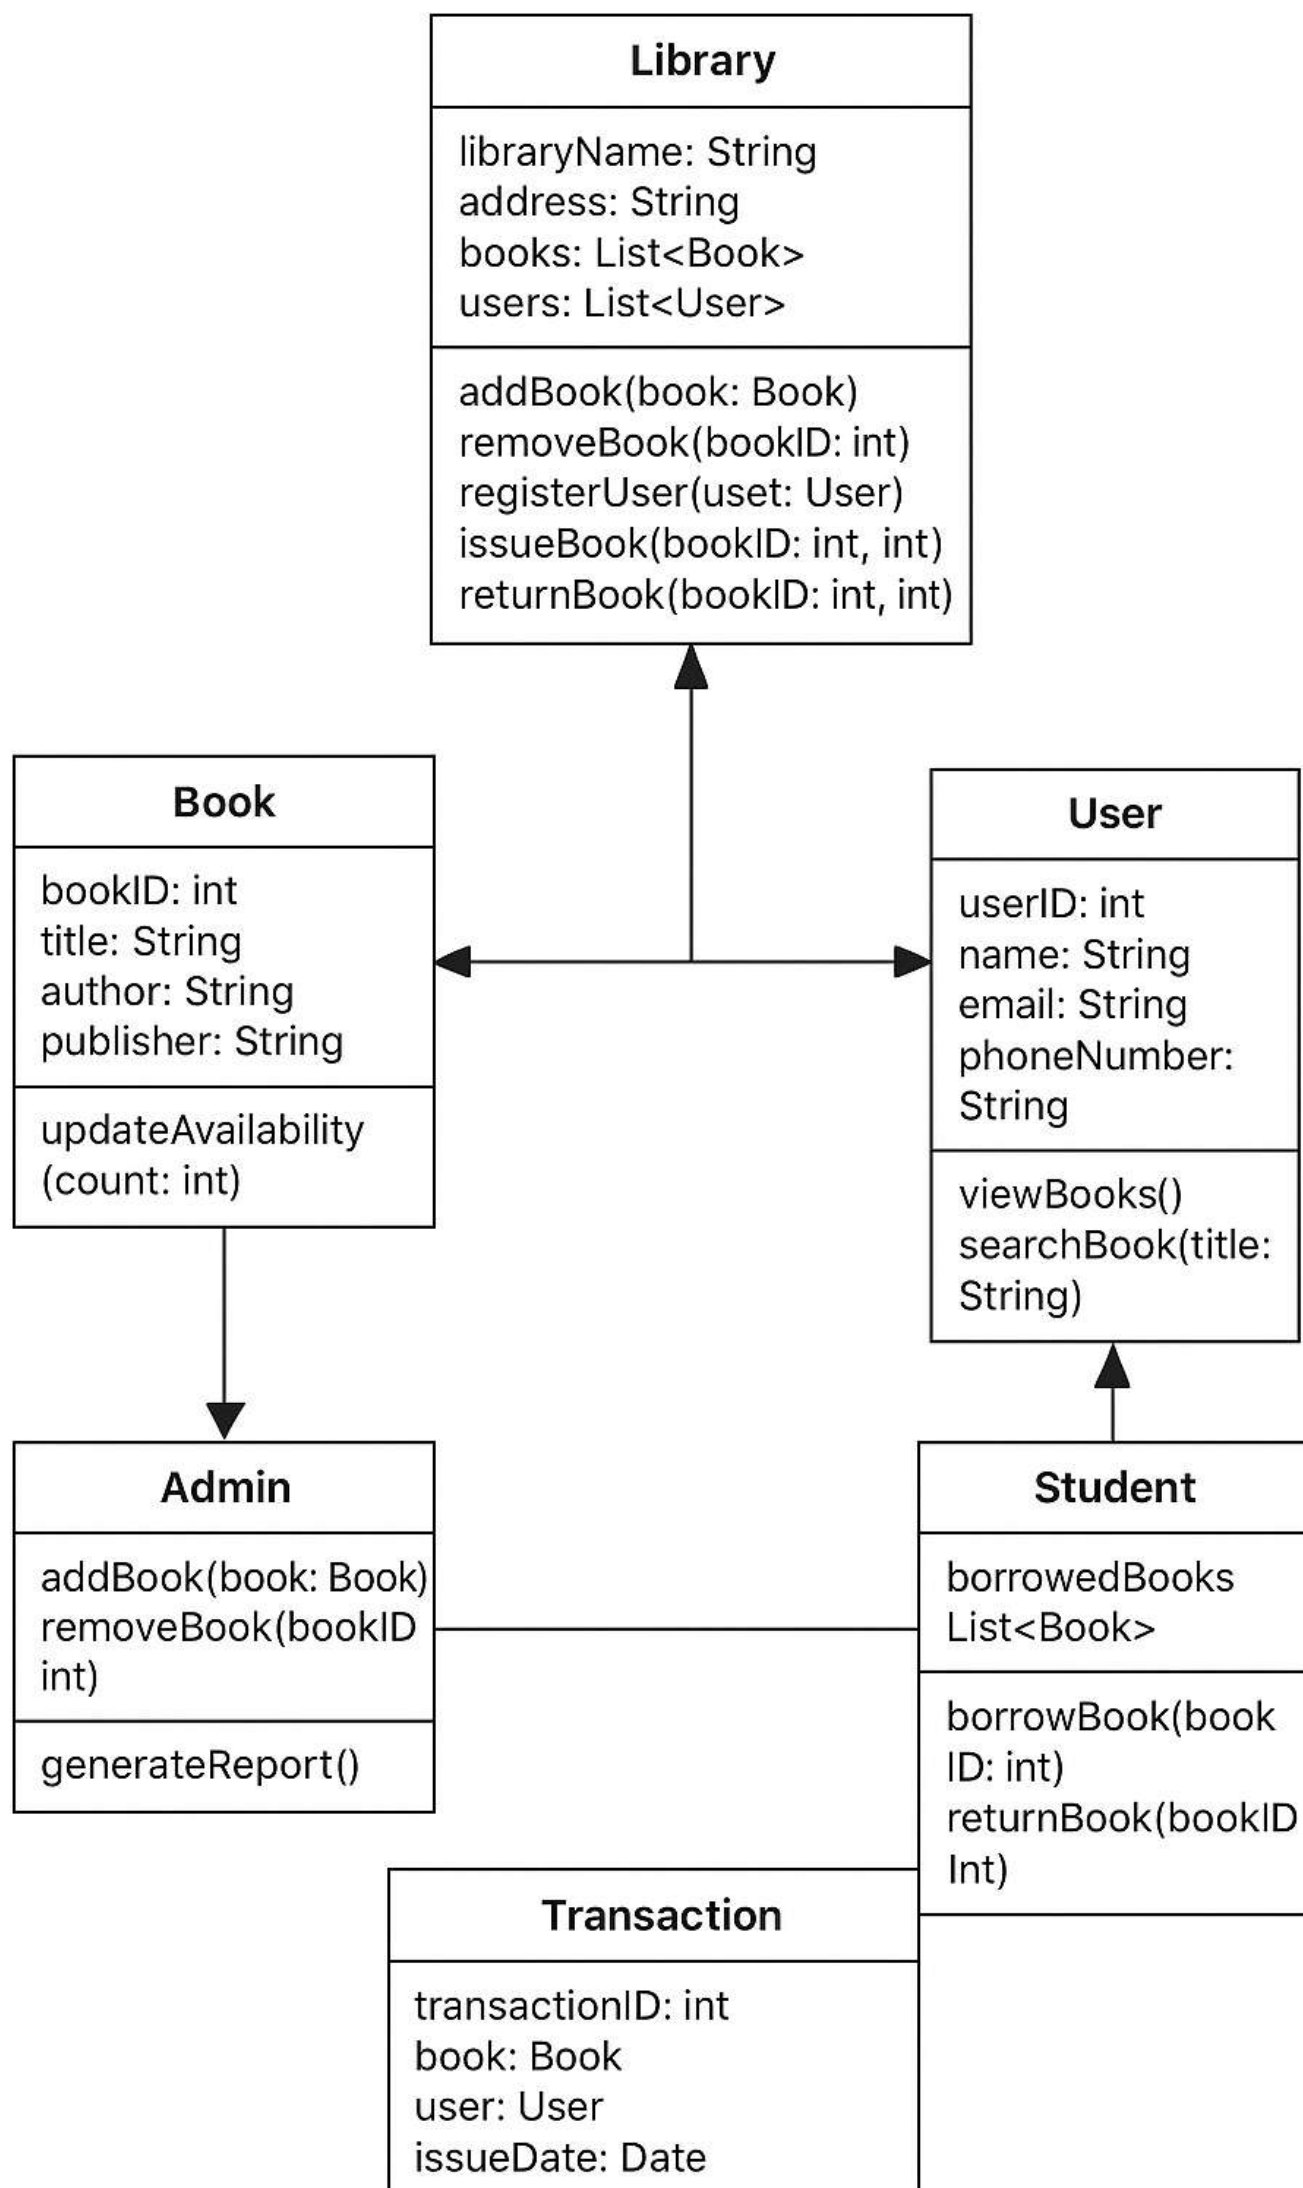 Library
libraryName: String
address: String
books: List<Book>
users: List<User>
addBook(book: Book)
removeBook(bookID: int)
registerUser(uset: User)
issueBook(bookID: int, int)
returnBook(bookID: int, int)
Book
bookID: int
title: String
author: String
publisher: String
updateAvailability
(count: int)
User
userID: int
name: String
email: String
phoneNumber:
String
viewBooks()
searchBook(title:
String)
Admin
addBook(book: Book)
removeBook(bookID
int)
generateReport()
Student
borrowedBooks
List<Book>
borrowBook(book
ID: int)
returnBook(bookID
Int)
Transaction
transactionID: int
book: Book
user: User
issueDate: Date